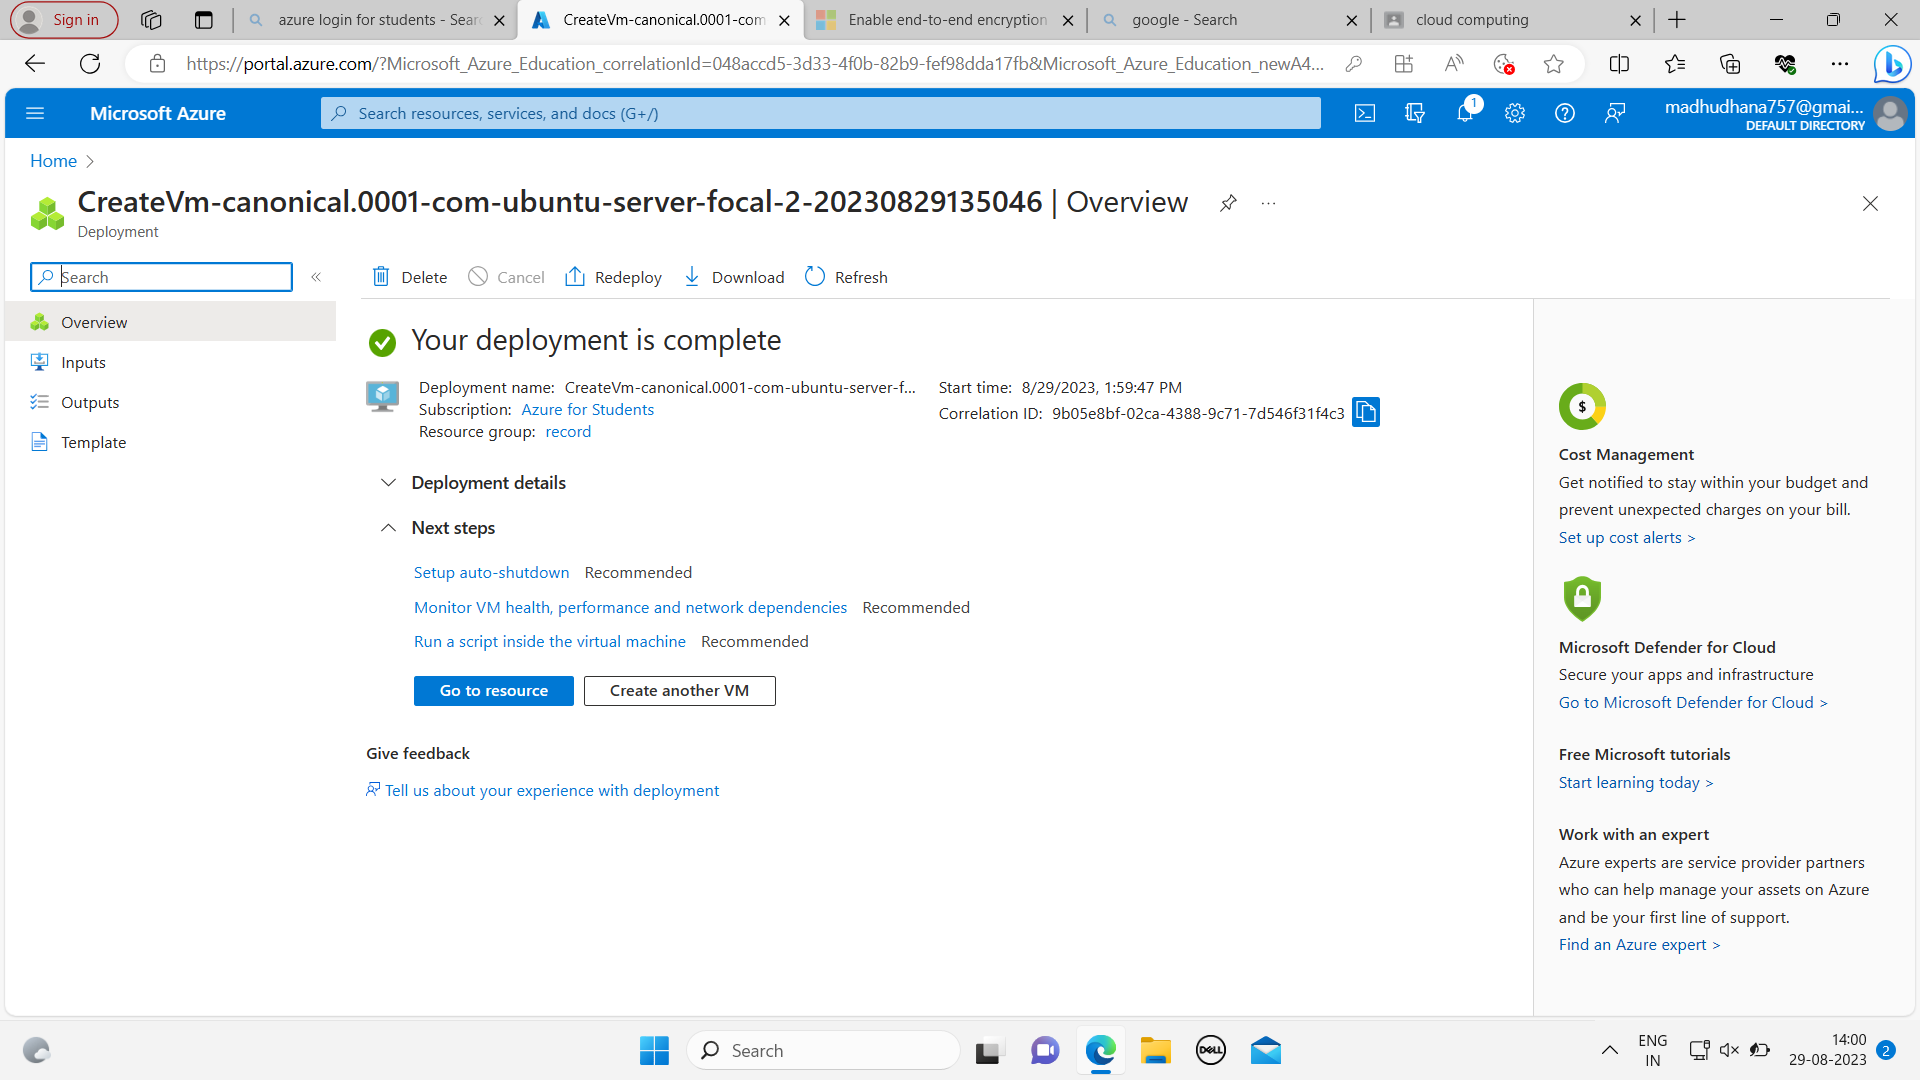 Sign in
azure login for students - Sear
CreateVm-canonical.0001-com
Enable end-to-end encryption
google - Search
cloud computing
https://portal.azure.com/?Microsoft_Azure_Education_correlationId=048accd5-3d33-4f0b-82b9-fef98dda17fb&Microsoft_Azure_Education_newA4...
Microsoft Azure
Search resources, services, and docs (G+/)
1
madhudhana757@gmai...
DEFAULT DIRECTORY
Home >
CreateVm-canonical.0001-com-ubuntu-server-focal-2-20230829135046 | Overview
Deployment
Search
Delete
Cancel
Redeploy
Download
Refresh
Overview
Inputs
Outputs
Template
Your deployment is complete
Deployment name: CreateVm-canonical.0001-com-ubuntu-server-f...
Subscription: Azure for Students
Resource group: record
Start time: 8/29/2023, 1:59:47 PM
Correlation ID: 9b05e8bf-02ca-4388-9c71-7d546f31f4c3
Deployment details
Next steps
Setup auto-shutdown Recommended
Monitor VM health, performance and network dependencies Recommended
Run a script inside the virtual machine Recommended
Go to resource
Create another VM
Give feedback
Tell us about your experience with deployment
$
Cost Management
Get notified to stay within your budget and
prevent unexpected charges on your bill.
Set up cost alerts >
Microsoft Defender for Cloud
Secure your apps and infrastructure
Go to Microsoft Defender for Cloud >
Free Microsoft tutorials
Start learning today >
Work with an expert
Azure experts are service provider partners
who can help manage your assets on Azure
and be your first line of support.
Find an Azure expert >
Search
DELL
ENG
IN
14:00
29-08-2023
2